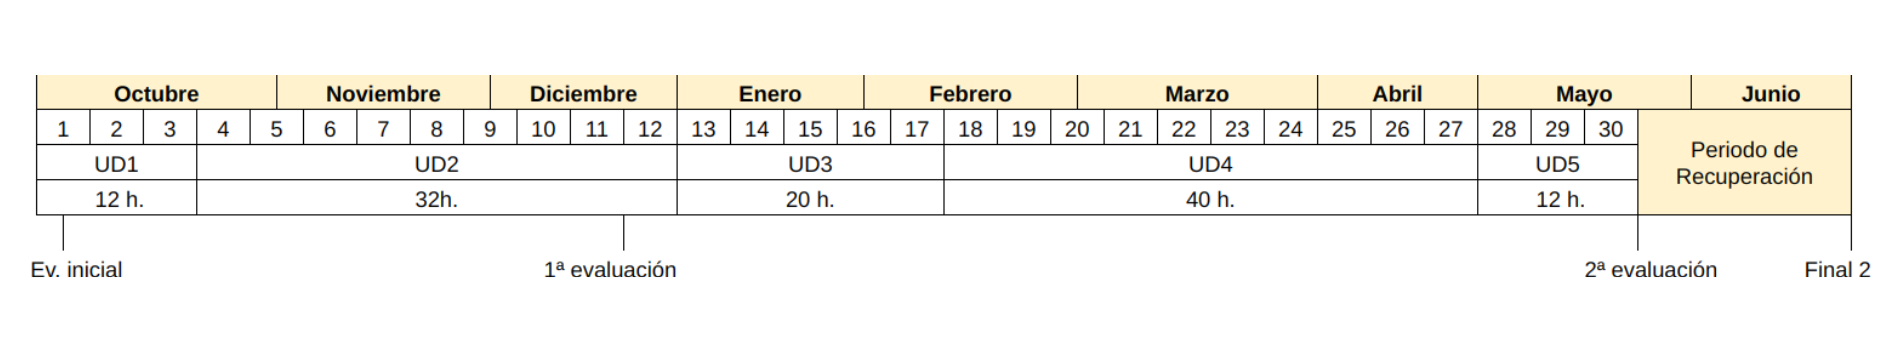 Octubre Noviembre Diciembre Enero Febrero Marzo Abril Mayo Junio
1 2 3 4 5 6 7 8 9 10 11 12 13 14 15 16 17 18 19 20 21 22 23 24 25 26 27 28 29 30
Periodo de
Recuperación
UD1 UD2 UD3 UD4 UD5
12 h. 32h. 20 h. 40 h. 12 h.
Ev. inicial 1ª evaluación 2ª evaluación Final 2